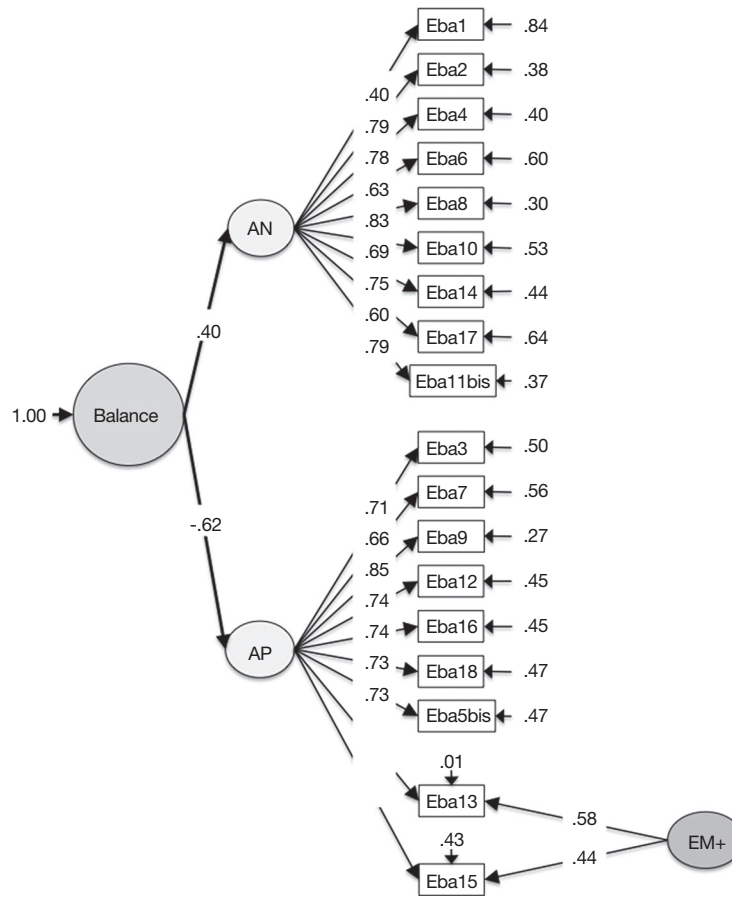 Eba1 .84
.40
Eba2 .38
.79
Eba4 .40
.78
Eba6 .60
.63
Eba8 .30
.83
AN
.69
Eba10 .53
.75
Eba14 .44
.60
Eba17 .64
.79
Eba11bis .37
.40
1.00 Balance
-.62
Eba3 .50
.71
Eba7 .56
.66
Eba9 .27
.85
Eba12 .45
.74
Eba16 .45
.74
AP
.73
Eba18 .47
.73
Eba5bis .47
.01
Eba13
.58
.43
EM+
.44
Eba15